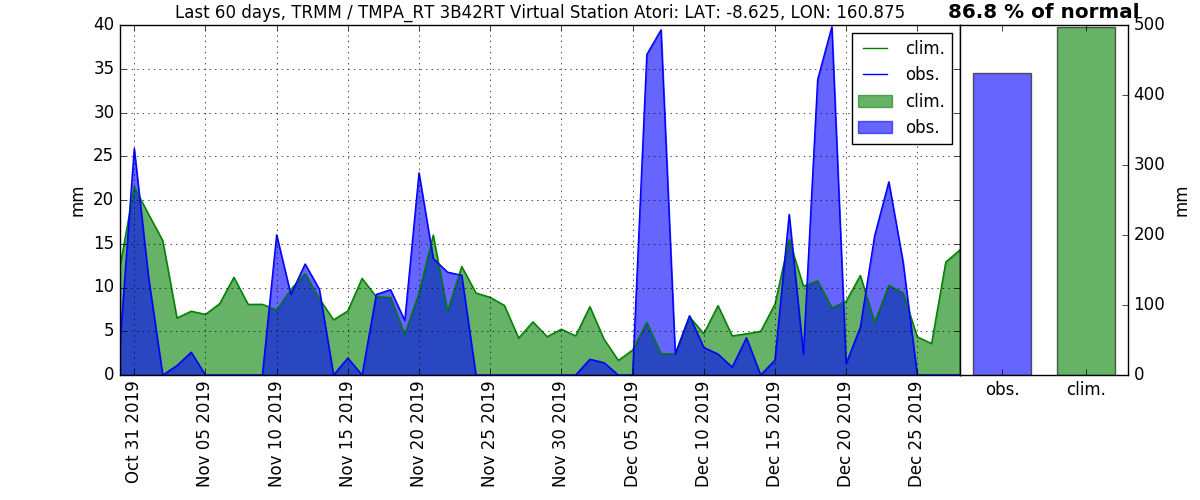 Last 60 days, TRMM / TMPA_RT 3B42RT Virtual Station Atori: LAT: -8.625, LON: 160.875
86.8 % of normal
40
35
30
25
20
15
10
5
0
mm
clim.
obs.
clim.
obs.
500
400
300
200
100
0
mm
obs.
clim.
Oct 31 2019
Nov 05 2019
Nov 10 2019
Nov 15 2019
Nov 20 2019
Nov 25 2019
Nov 30 2019
Dec 05 2019
Dec 10 2019
Dec 15 2019
Dec 20 2019
Dec 25 2019